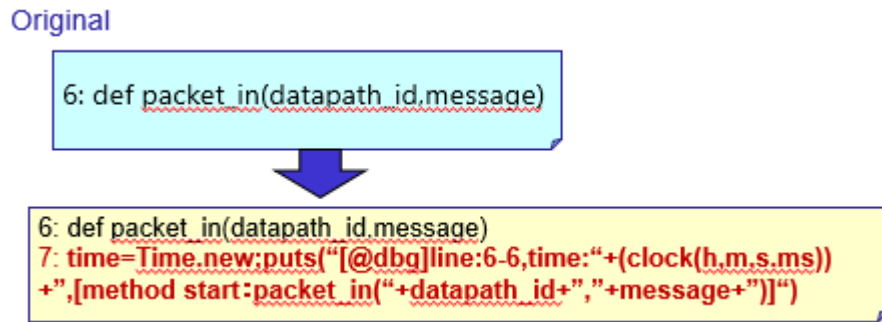 Original
6: def packet_in(datapath_id,message)
6: def packet_in(datapath_id,message)
7: time=Time.new;puts(“[@dbg]line:6-6,time:“+(clock(h,m,s.ms))
+”,[method start:packet_in(“+datapath_id+”,”+message+”)]“)